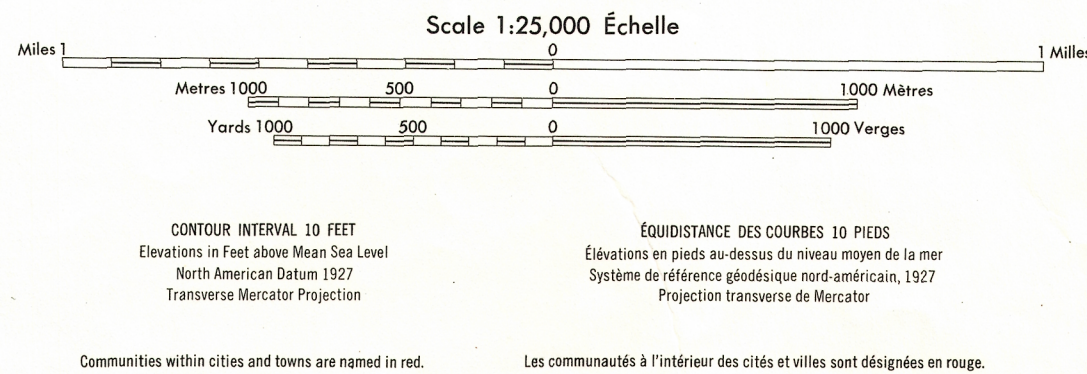 Scale 1:25,000 Échelle
Miles 1 0 1 Milles
Metres 1000 500 0 1000 Mètres
Yards 1000 500 0 1000 Verges
CONTOUR INTERVAL 10 FEET
Elevations in Feet above Mean Sea Level
North American Datum 1927
Transverse Mercator Projection
ÉQUIDISTANCE DES COURBES 10 PIEDS
Élévations en pieds au-dessus du niveau moyen de la mer
Système de référence géodésique nord-américain, 1927
Projection transverse de Mercator
Communities within cities and towns are named in red.
Les communautés à l'intérieur des cités et villes sont désignées en rouge.